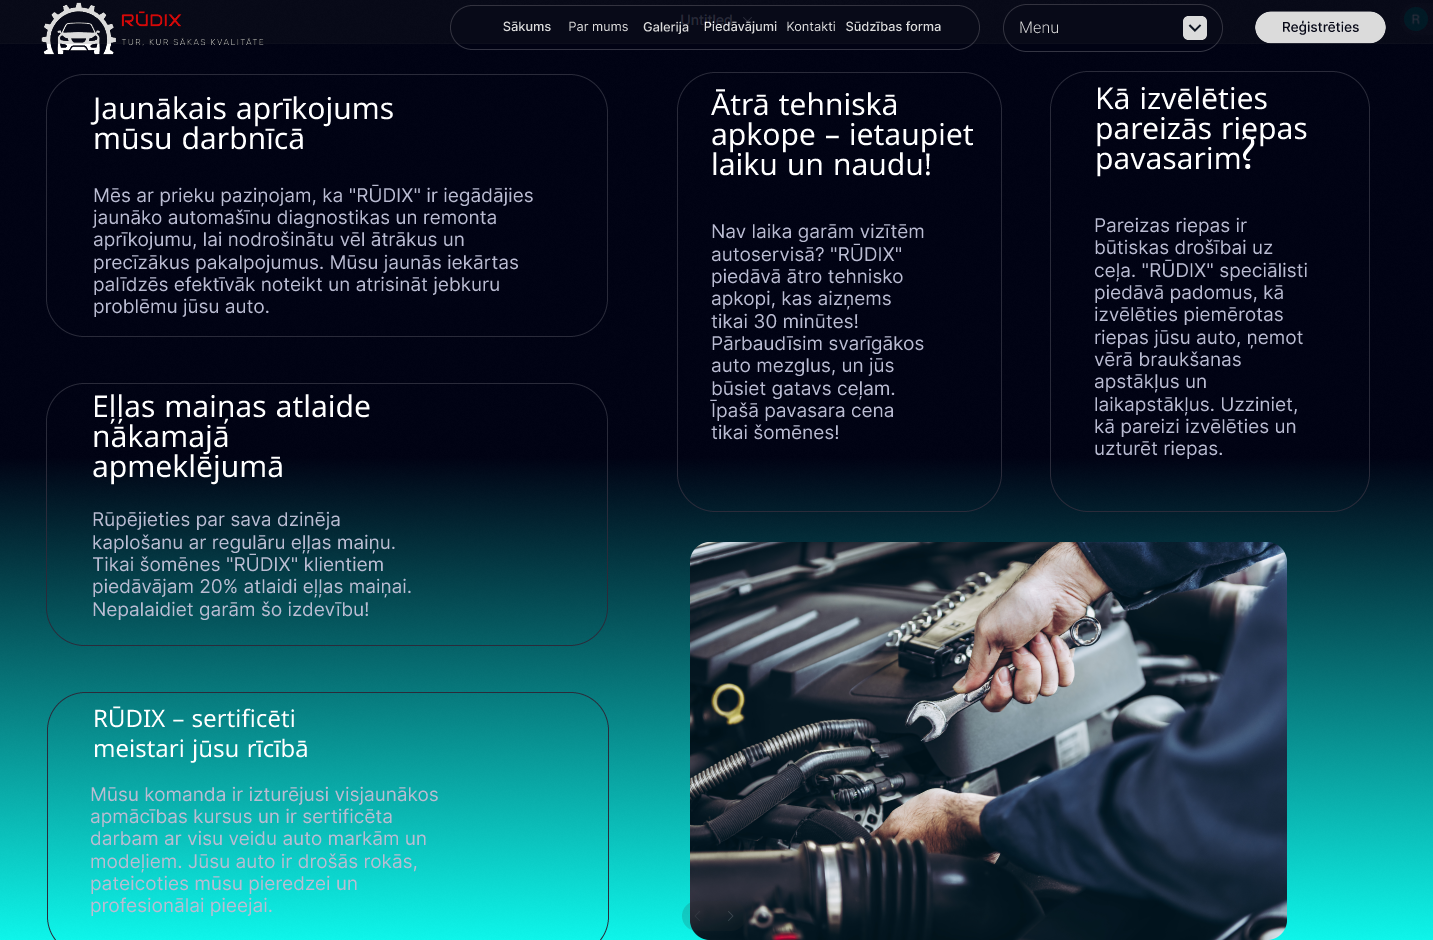 RŪDIX
TUR, KUR SĀKAS KVALITĀTE
Sākums Par mums Galerija Piedāvājumi Kontakti Sūdzības forma
Untitled
Menu
Reģistrēties
R
Jaunākais aprīkojums
mūsu darbnīcā
Mēs ar prieku paziņojam, ka "RŪDIX" ir iegādājies
jaunāko automašīnu diagnostikas un remonta
aprīkojumu, lai nodrošinātu vēl ātrākus un
precīzākus pakalpojumus. Mūsu jaunās iekārtas
palīdzēs efektīvāk noteikt un atrisināt jebkuru
problēmu jūsu auto.
Ātrā tehniskā
apkope – ietaupiet
laiku un naudu!
Nav laika garām vizītēm
autoservisā? "RŪDIX"
piedāvā ātro tehnisko
apkopi, kas aizņems
tikai 30 minūtes!
Pārbaudīsim svarīgākos
auto mezglus, un jūs
būsiet gatavs ceļam.
Īpašā pavasara cena
tikai šomēnes!
Kā izvēlēties
pareizās riepas
pavasarim?
Pareizas riepas ir
būtiskas drošībai uz
ceļa. "RŪDIX" speciālisti
piedāvā padomus, kā
izvēlēties piemērotas
riepas jūsu auto, ņemot
vērā braukšanas
apstākļus un
laikapstākļus. Uzziniet,
kā pareizi izvēlēties un
uzturēt riepas.
Eļļas maiņas atlaide
nākamajā
apmeklējumā
Rūpējieties par sava dzinēja
kaplošanu ar regulāru eļļas maiņu.
Tikai šomēnes "RŪDIX" klientiem
piedāvājam 20% atlaidi eļļas maiņai.
Nepalaidiet garām šo izdevību!
RŪDIX – sertificēti
meistari jūsu rīcībā
Mūsu komanda ir izturējusi visjaunākos
apmācības kursus un ir sertificēta
darbam ar visu veidu auto markām un
modeļiem. Jūsu auto ir drošās rokās,
pateicoties mūsu pieredzei un
profesionālai pieejai.